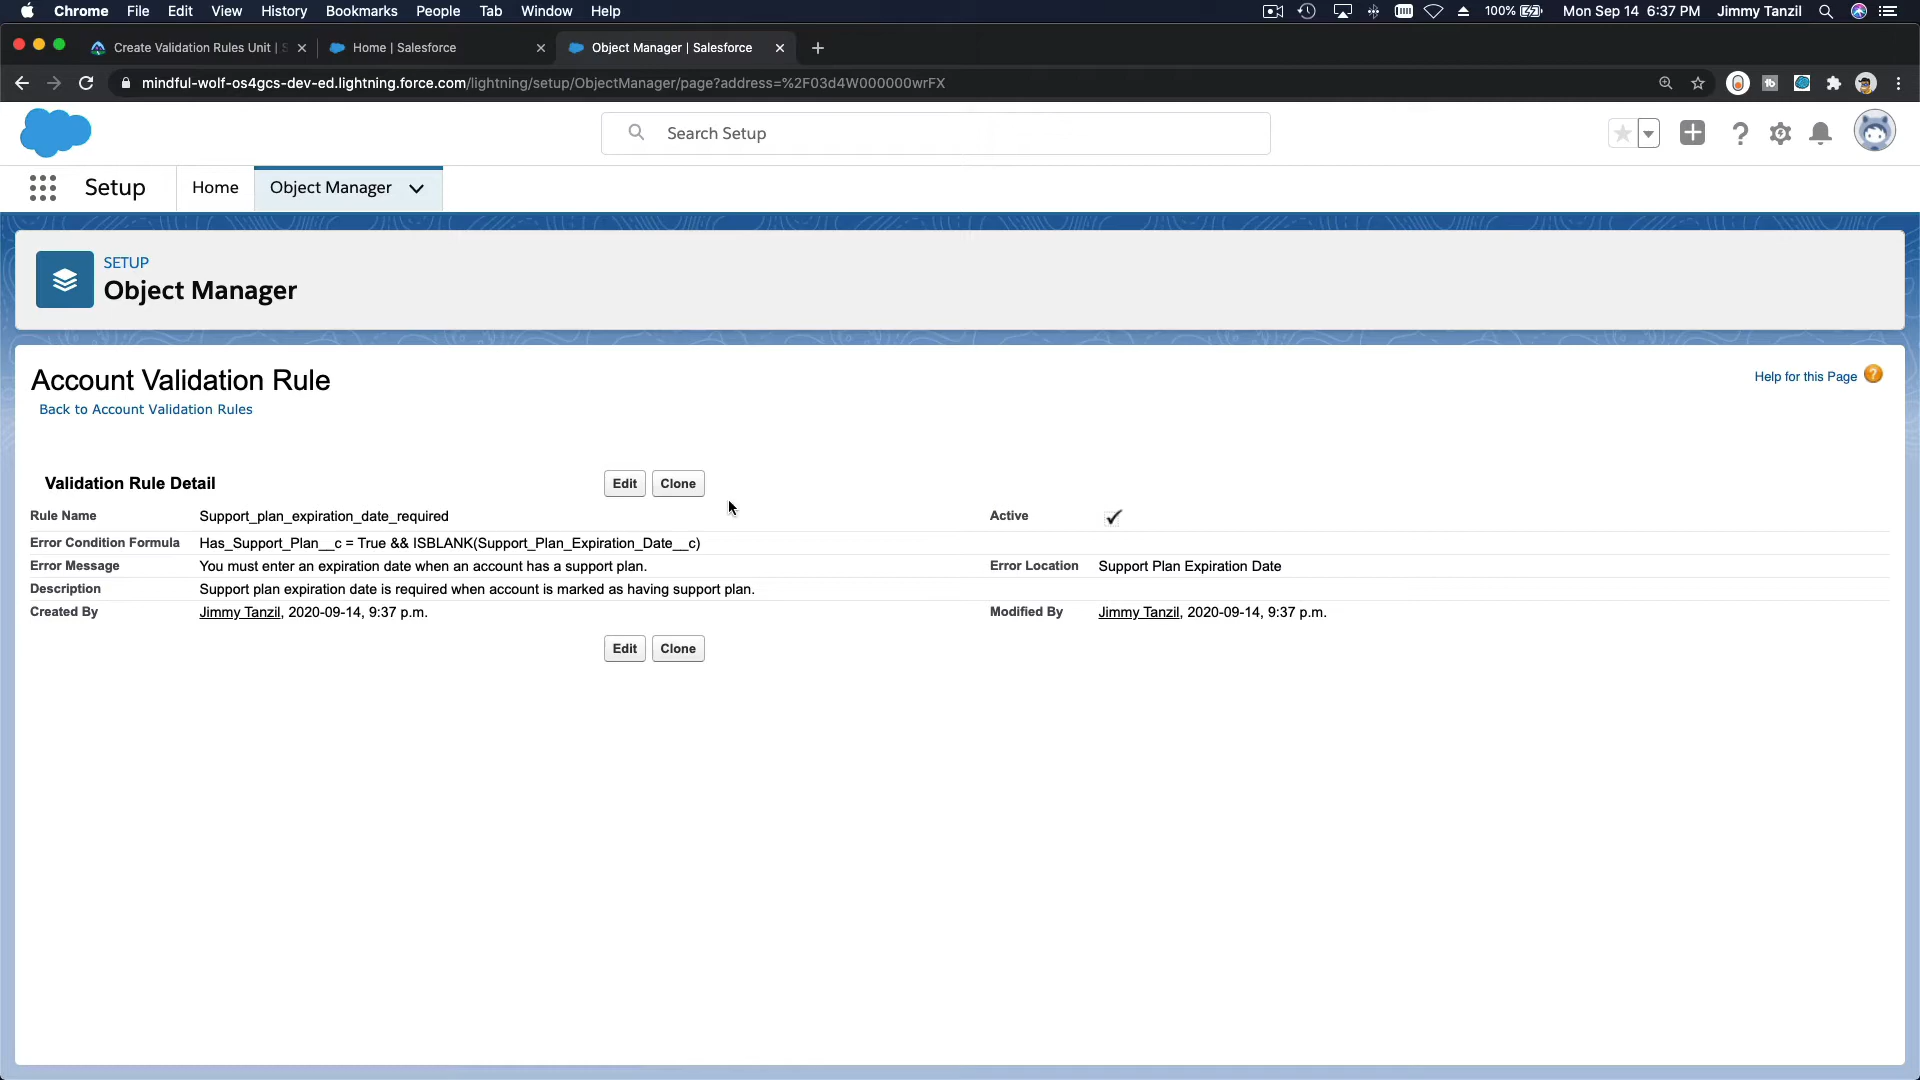 Chrome File Edit View History Bookmarks People Tab Window Help 100% Mon Sep 14 6:37 PM Jimmy Tanzil
Create Validation Rules Unit | S Home | Salesforce Object Manager | Salesforce
mindful-wolf-os4gcs-dev-ed.lightning.force.com/lightning/setup/ObjectManager/page?address=%2F03d4W000000wrFX
Search Setup
Setup Home Object Manager
SETUP
Object Manager
Account Validation Rule
Help for this Page
Back to Account Validation Rules
Validation Rule Detail Edit Clone
Rule Name Support_plan_expiration_date_required Active
Error Condition Formula Has_Support_Plan__c = True && ISBLANK(Support_Plan_Expiration_Date__c)
Error Message You must enter an expiration date when an account has a support plan. Error Location Support Plan Expiration Date
Description Support plan expiration date is required when account is marked as having support plan.
Created By Jimmy Tanzil, 2020-09-14, 9:37 p.m. Modified By Jimmy Tanzil, 2020-09-14, 9:37 p.m.
Edit Clone